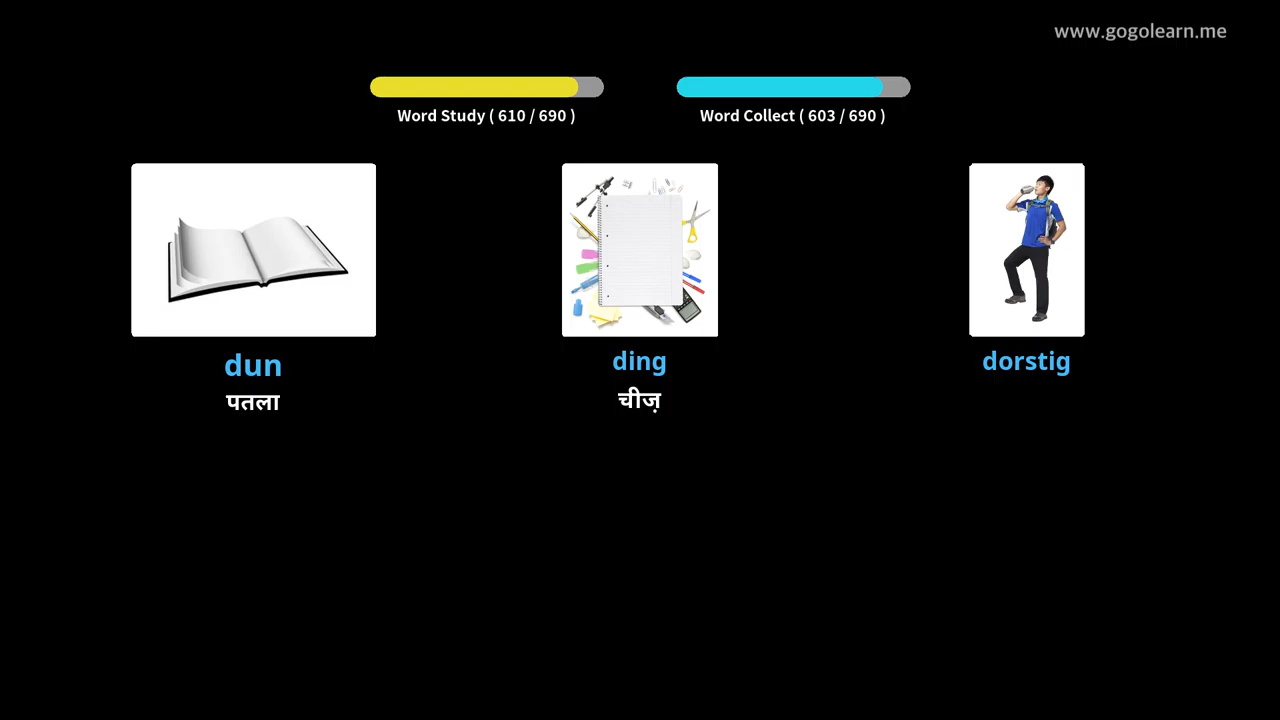 www.gogolearn.me
Word Study ( 610 / 690 )
Word Collect ( 603 / 690 )
dun
ding
dorstig
पतला
चीज़